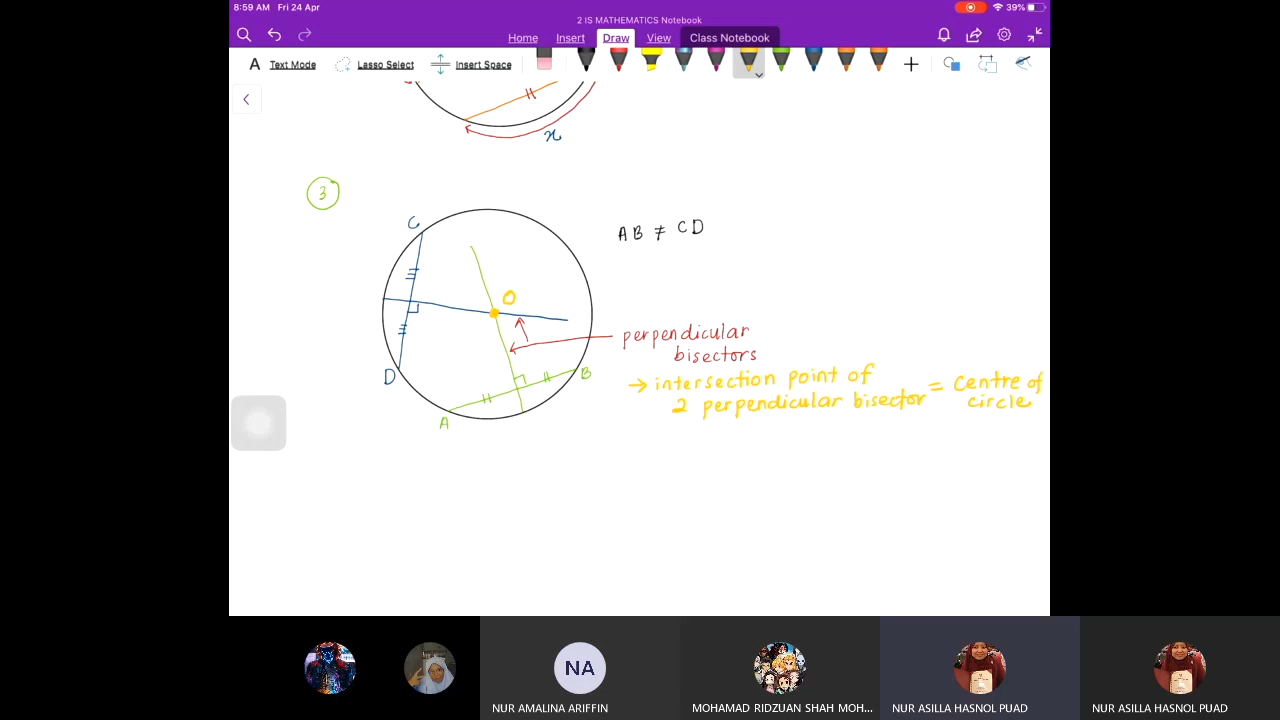 8:59 AM Fri 24 Apr
39%
2 IS MATHEMATICS Notebook
Home Insert Draw View Class Notebook
A Text Mode Lasso Select Insert Space
x
3
C
AB ≠ CD
O
perpendicular
bisectors
D
B
→ intersection point of
2 perpendicular bisector = Centre of
circle
A
NA
NUR AMALINA ARIFFIN
MOHAMAD RIDZUAN SHAH MOH...
NUR ASILLA HASNOL PUAD
NUR ASILLA HASNOL PUAD